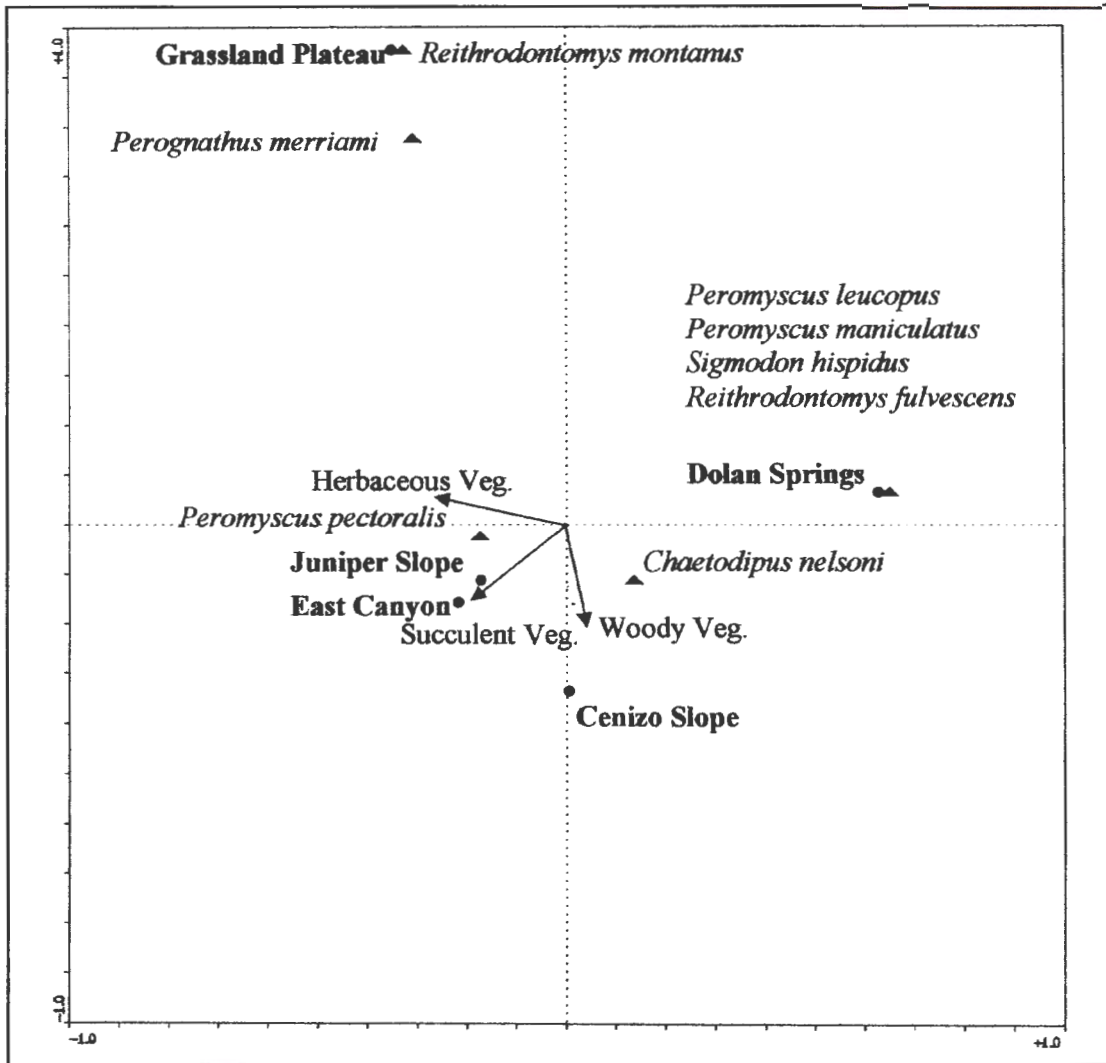 +1.0
Grassland Plateau Reithrodontomys montanus
Perognathus merriami
Peromyscus leucopus
Peromyscus maniculatus
Sigmodon hispidus
Reithrodontomys fulvescens
Dolan Springs
Herbaceous Veg.
Peromyscus pectoralis
Chaetodipus nelsoni
Juniper Slope
East Canyon
Succulent Veg. Woody Veg.
Cenizo Slope
-1.0
-1.0 +1.0